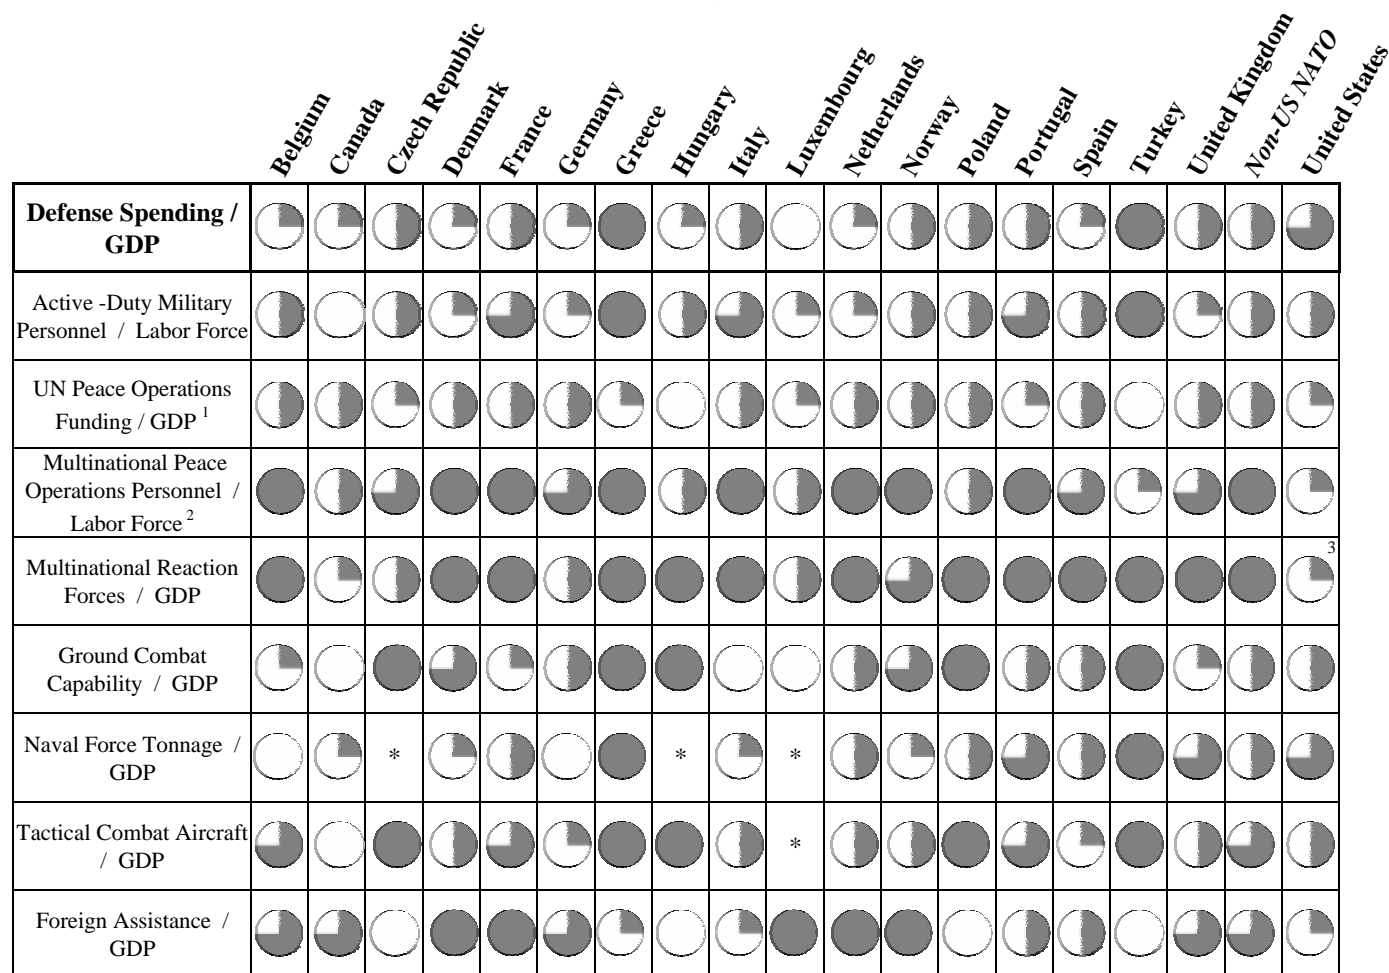 Belgium
Canada
Czech Republic
Denmark
France
Germany
Greece
Hungary
Italy
Luxembourg
Netherlands
Norway
Poland
Portugal
Spain
Turkey
United Kingdom
Non-US NATO
United States
Defense Spending /
GDP
Active -Duty Military
Personnel / Labor Force
UN Peace Operations
Funding / GDP 1
Multinational Peace
Operations Personnel /
Labor Force 2
Multinational Reaction
Forces / GDP
3
Ground Combat
Capability / GDP
Naval Force Tonnage /
GDP
* * *
Tactical Combat Aircraft
/ GDP
*
Foreign Assistance /
GDP